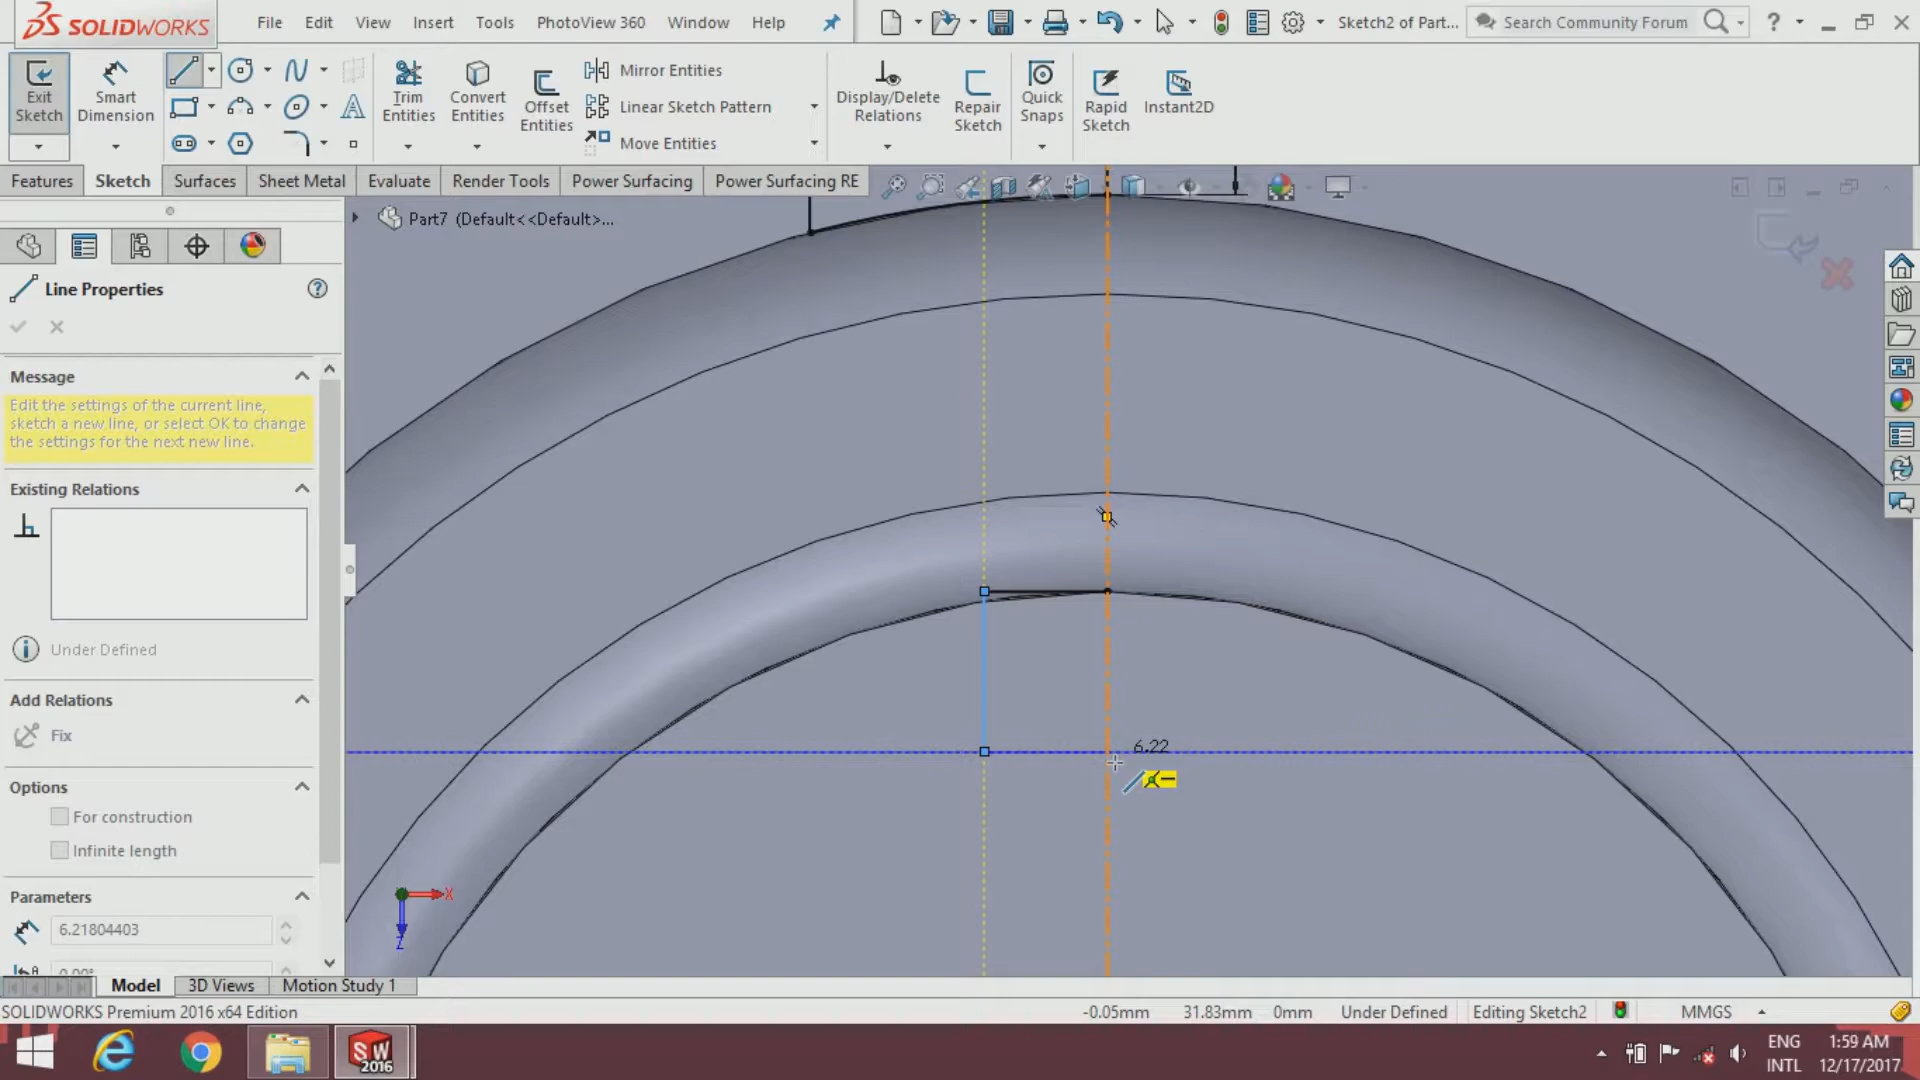 SOLIDWORKS File Edit View Insert Tools PhotoView 360 Window Help Sketch2 of Part... Search Community Forum ?
Exit Sketch
Smart Dimension
Trim Entities
Convert Entities
Offset Entities
Mirror Entities
Linear Sketch Pattern
Move Entities
Display/Delete Relations
Repair Sketch
Quick Snaps
Rapid Sketch
Instant2D
Features Sketch Surfaces Sheet Metal Evaluate Render Tools Power Surfacing Power Surfacing RE
Part7 (Default<<Default>...
Line Properties
Message
Edit the settings of the current line,
sketch a new line, or select OK to change
the settings for the next new line.
Existing Relations
Under Defined
Add Relations
Fix
Options
For construction
Infinite length
Parameters
6.21804403
0.00°
6.22
X
Z
Model 3D Views Motion Study 1
SOLIDWORKS Premium 2016 x64 Edition -0.05mm 31.83mm 0mm Under Defined Editing Sketch2 MMGS
SW
2016
ENG 1:59 AM
INTL 12/17/2017